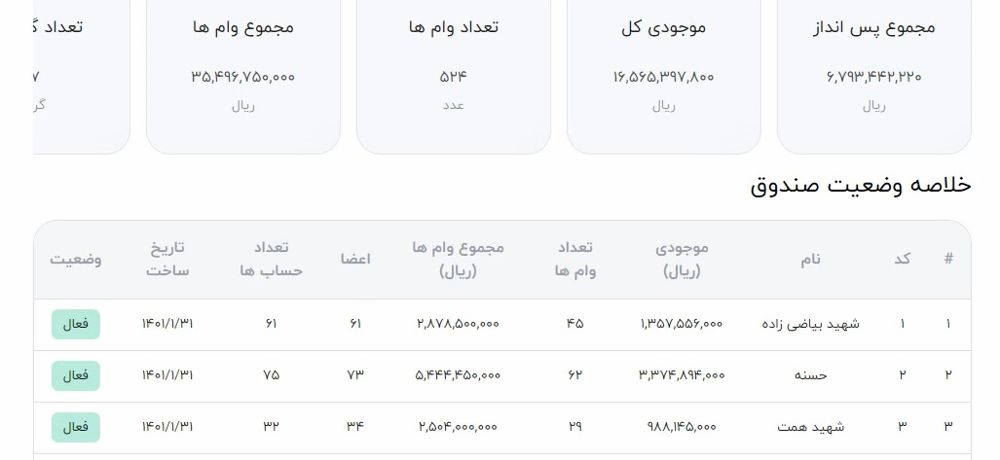 مجموع پس انداز
۶,۷۹۳,۴۴۲,۲۲۰
ریال
موجودی کل
۱۶,۵۶۵,۳۹۷,۸۰۰
ریال
تعداد وام ها
۵۲۴
عدد
مجموع وام ها
۳۵,۴۹۶,۷۵۰,۰۰۰
ریال
تعداد
۷
خلاصه وضعیت صندوق
# کد نام موجودی (ریال) تعداد وام ها مجموع وام ها (ریال) اعضا تعداد حساب ها تاریخ ساخت وضعیت
۱ ۱ شهید بیاضی زاده ۱,۳۵۷,۵۵۶,۰۰۰ ۴۵ ۲,۸۷۸,۵۰۰,۰۰۰ ۶۱ ۶۱ ۱۴۰۱/۱/۳۱ فعال
۲ ۲ حسنه ۳,۳۷۴,۸۹۴,۰۰۰ ۶۲ ۵,۴۴۴,۴۵۰,۰۰۰ ۷۳ ۷۵ ۱۴۰۱/۱/۳۱ فعال
۳ ۳ شهید همت ۹۸۸,۱۴۵,۰۰۰ ۲۹ ۲,۵۰۴,۰۰۰,۰۰۰ ۳۴ ۳۲ ۱۴۰۱/۱/۳۱ فعال